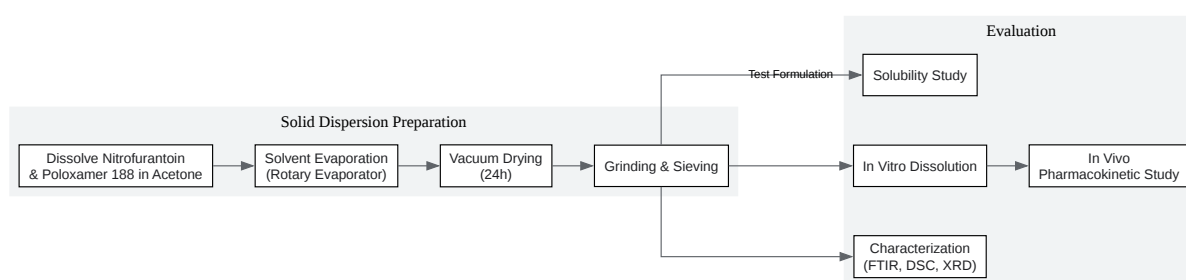 Evaluation
Test Formulation
Solubility Study
Solid Dispersion Preparation
Dissolve Nitrofurantoin
& Poloxamer 188 in Acetone
Solvent Evaporation
(Rotary Evaporator)
Vacuum Drying
(24h)
Grinding & Sieving
In Vitro Dissolution
In Vivo
Pharmacokinetic Study
Characterization
(FTIR, DSC, XRD)